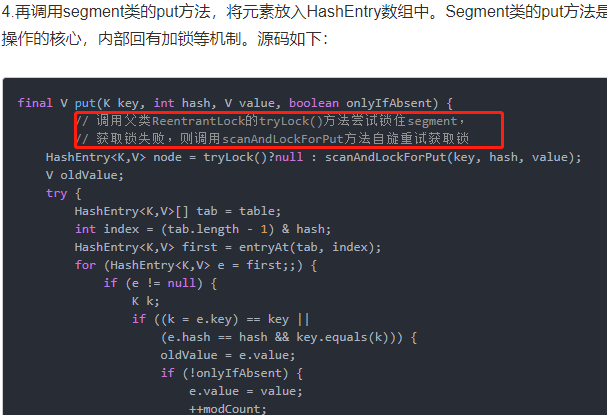 4.再调用segment类的put方法，将元素放入HashEntry数组中。Segment类的put方法是
操作的核心，内部回有加锁等机制。源码如下：
final V put(K key, int hash, V value, boolean onlyIfAbsent) {
// 调用父类ReentrantLock的tryLock()方法尝试锁住segment，
// 获取锁失败，则调用scanAndLockForPut方法自旋重试获取锁
HashEntry<K,V> node = tryLock()?null : scanAndLockForPut(key, hash, value);
V oldValue;
try {
HashEntry<K,V>[] tab = table;
int index = (tab.length - 1) & hash;
HashEntry<K,V> first = entryAt(tab, index);
for (HashEntry<K,V> e = first;;) {
if (e != null) {
K k;
if ((k = e.key) == key ||
(e.hash == hash && key.equals(k))) {
oldValue = e.value;
if (!onlyIfAbsent) {
e.value = value;
++modCount;